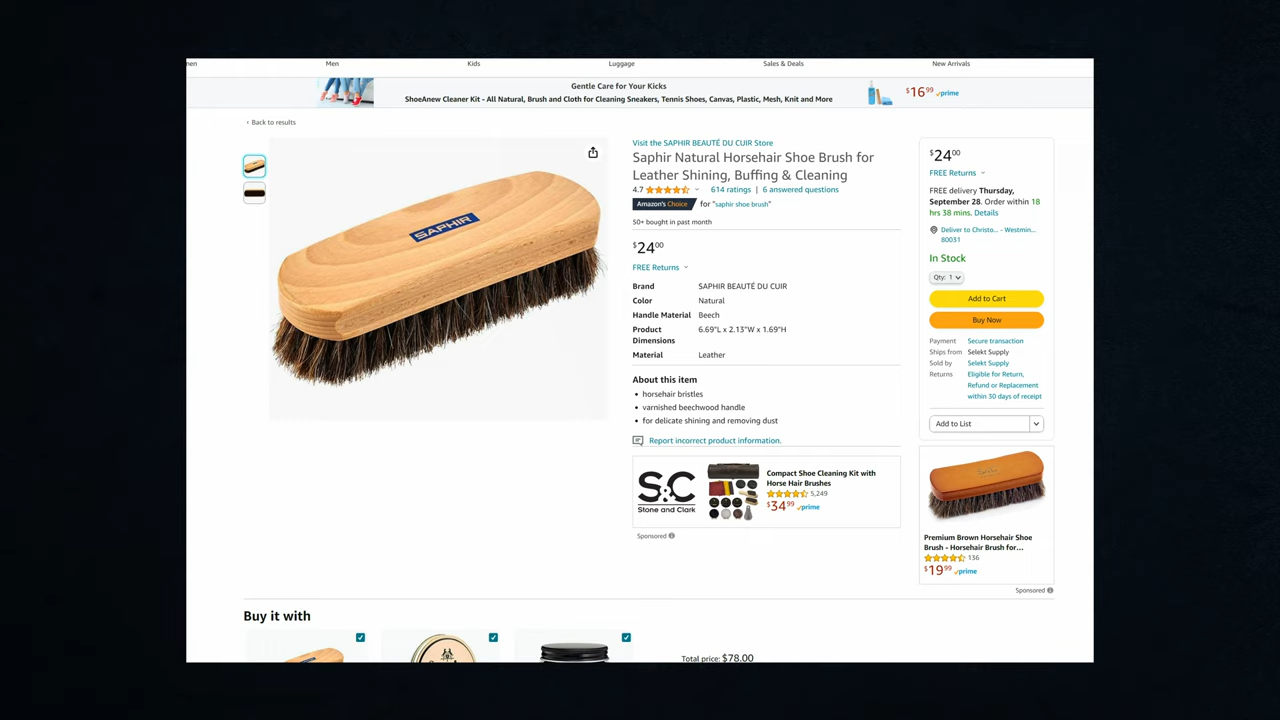 men
Men
Kids
Luggage
Sales & Deals
New Arrivals
Gentle Care for Your Kicks
ShoeAnew Cleaner Kit - All Natural, Brush and Cloth for Cleaning Sneakers, Tennis Shoes, Canvas, Plastic, Mesh, Knit and More
$16.99 prime
‹ Back to results
SAPHIR
Visit the SAPHIR BEAUTÉ DU CUIR Store
Saphir Natural Horsehair Shoe Brush for
Leather Shining, Buffing & Cleaning
4.7 614 ratings | 6 answered questions
Amazon's Choice for "saphir shoe brush"
50+ bought in past month
$24.00
FREE Returns
Brand SAPHIR BEAUTÉ DU CUIR
Color Natural
Handle Material Beech
Product Dimensions 6.69"L x 2.13"W x 1.69"H
Material Leather
About this item
• horsehair bristles
• varnished beechwood handle
• for delicate shining and removing dust
Report incorrect product information.
S&C
Stone and Clark
Compact Shoe Cleaning Kit with
Horse Hair Brushes
5,249
$34.99 prime
Sponsored
$24.00
FREE Returns
FREE delivery Thursday,
September 28. Order within 18
hrs 38 mins. Details
Deliver to Christo... - Westmin...
80031
In Stock
Qty: 1
Add to Cart
Buy Now
Payment Secure transaction
Ships from Selekt Supply
Sold by Selekt Supply
Returns Eligible for Return,
Refund or Replacement
within 30 days of receipt
Add to List
Premium Brown Horsehair Shoe
Brush - Horsehair Brush for...
136
$19.99 prime
Sponsored
Buy it with
Total price: $78.00